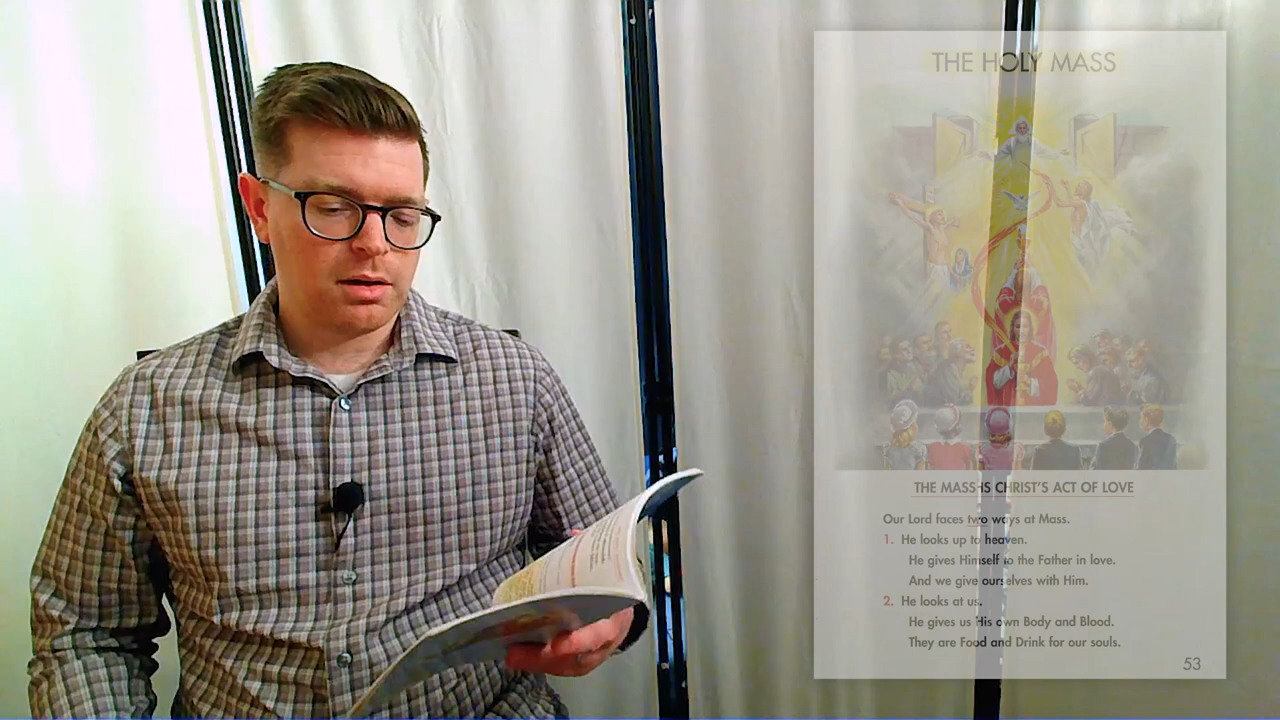 THE HOLY MASS
THE MASS IS CHRIST'S ACT OF LOVE
Our Lord faces two ways at Mass.
1. He looks up to heaven.
He gives Himself to the Father in love.
And we give ourselves with Him.
2. He looks at us.
He gives us His own Body and Blood.
They are Food and Drink for our souls.
53